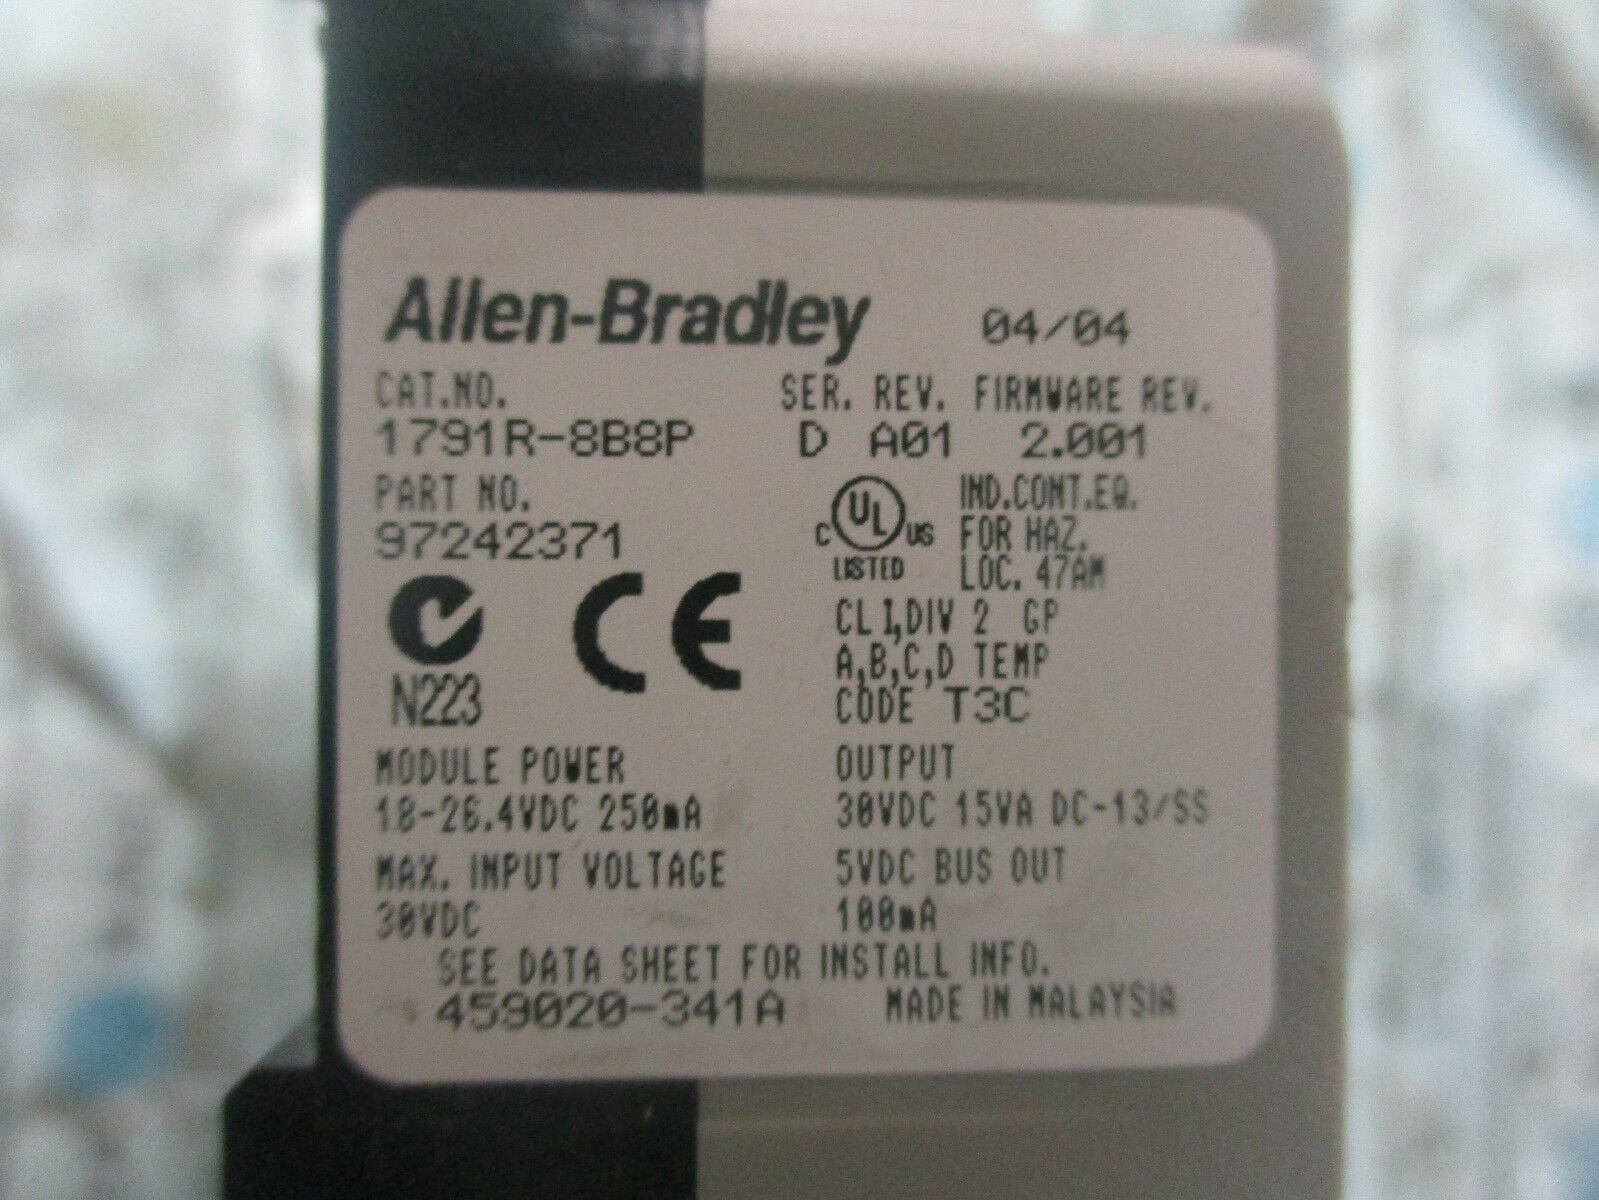 Allen-Bradley 04/04
CAT.NO. SER. REV. FIRMWARE REV.
1791R-8B8P D A01 2.001
PART NO.
97242371
C UL US
LISTED
IND.CONT.EQ.
FOR HAZ.
LOC. 47AM
CL I,DIV 2 GP
A,B,C,D TEMP
CODE T3C
N223
CE
MODULE POWER
18-26.4VDC 250mA
OUTPUT
30VDC 15VA DC-13/SS
MAX. INPUT VOLTAGE
30VDC
5VDC BUS OUT
100mA
SEE DATA SHEET FOR INSTALL INFO.
459020-341A MADE IN MALAYSIA